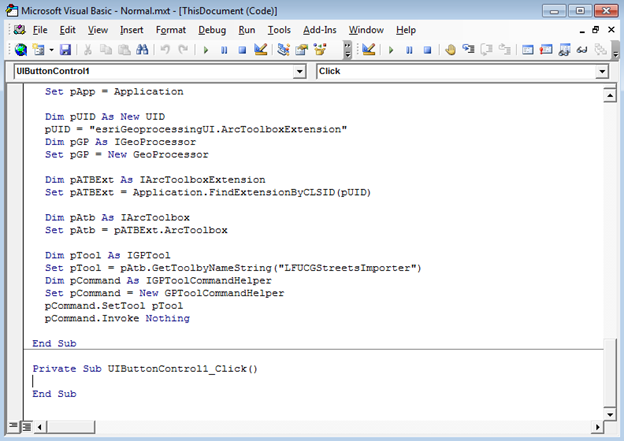 Microsoft Visual Basic - Normal.mxt - [ThisDocument (Code)]
File Edit View Insert Format Debug Run Tools Add-Ins Window Help
UIButtonControl1 Click
Set pApp = Application
Dim pUID As New UID
pUID = "esriGeoprocessingUI.ArcToolboxExtension"
Dim pGP As IGeoProcessor
Set pGP = New GeoProcessor
Dim pATBExt As IArcToolboxExtension
Set pATBExt = Application.FindExtensionByCLSID(pUID)
Dim pAtb As IArcToolbox
Set pAtb = pATBExt.ArcToolbox
Dim pTool As IGPTool
Set pTool = pAtb.GetToolbyNameString("LFUCGStreetsImporter")
Dim pCommand As IGPToolCommandHelper
Set pCommand = New GPToolCommandHelper
pCommand.SetTool pTool
pCommand.Invoke Nothing
End Sub
Private Sub UIButtonControl1_Click()
End Sub